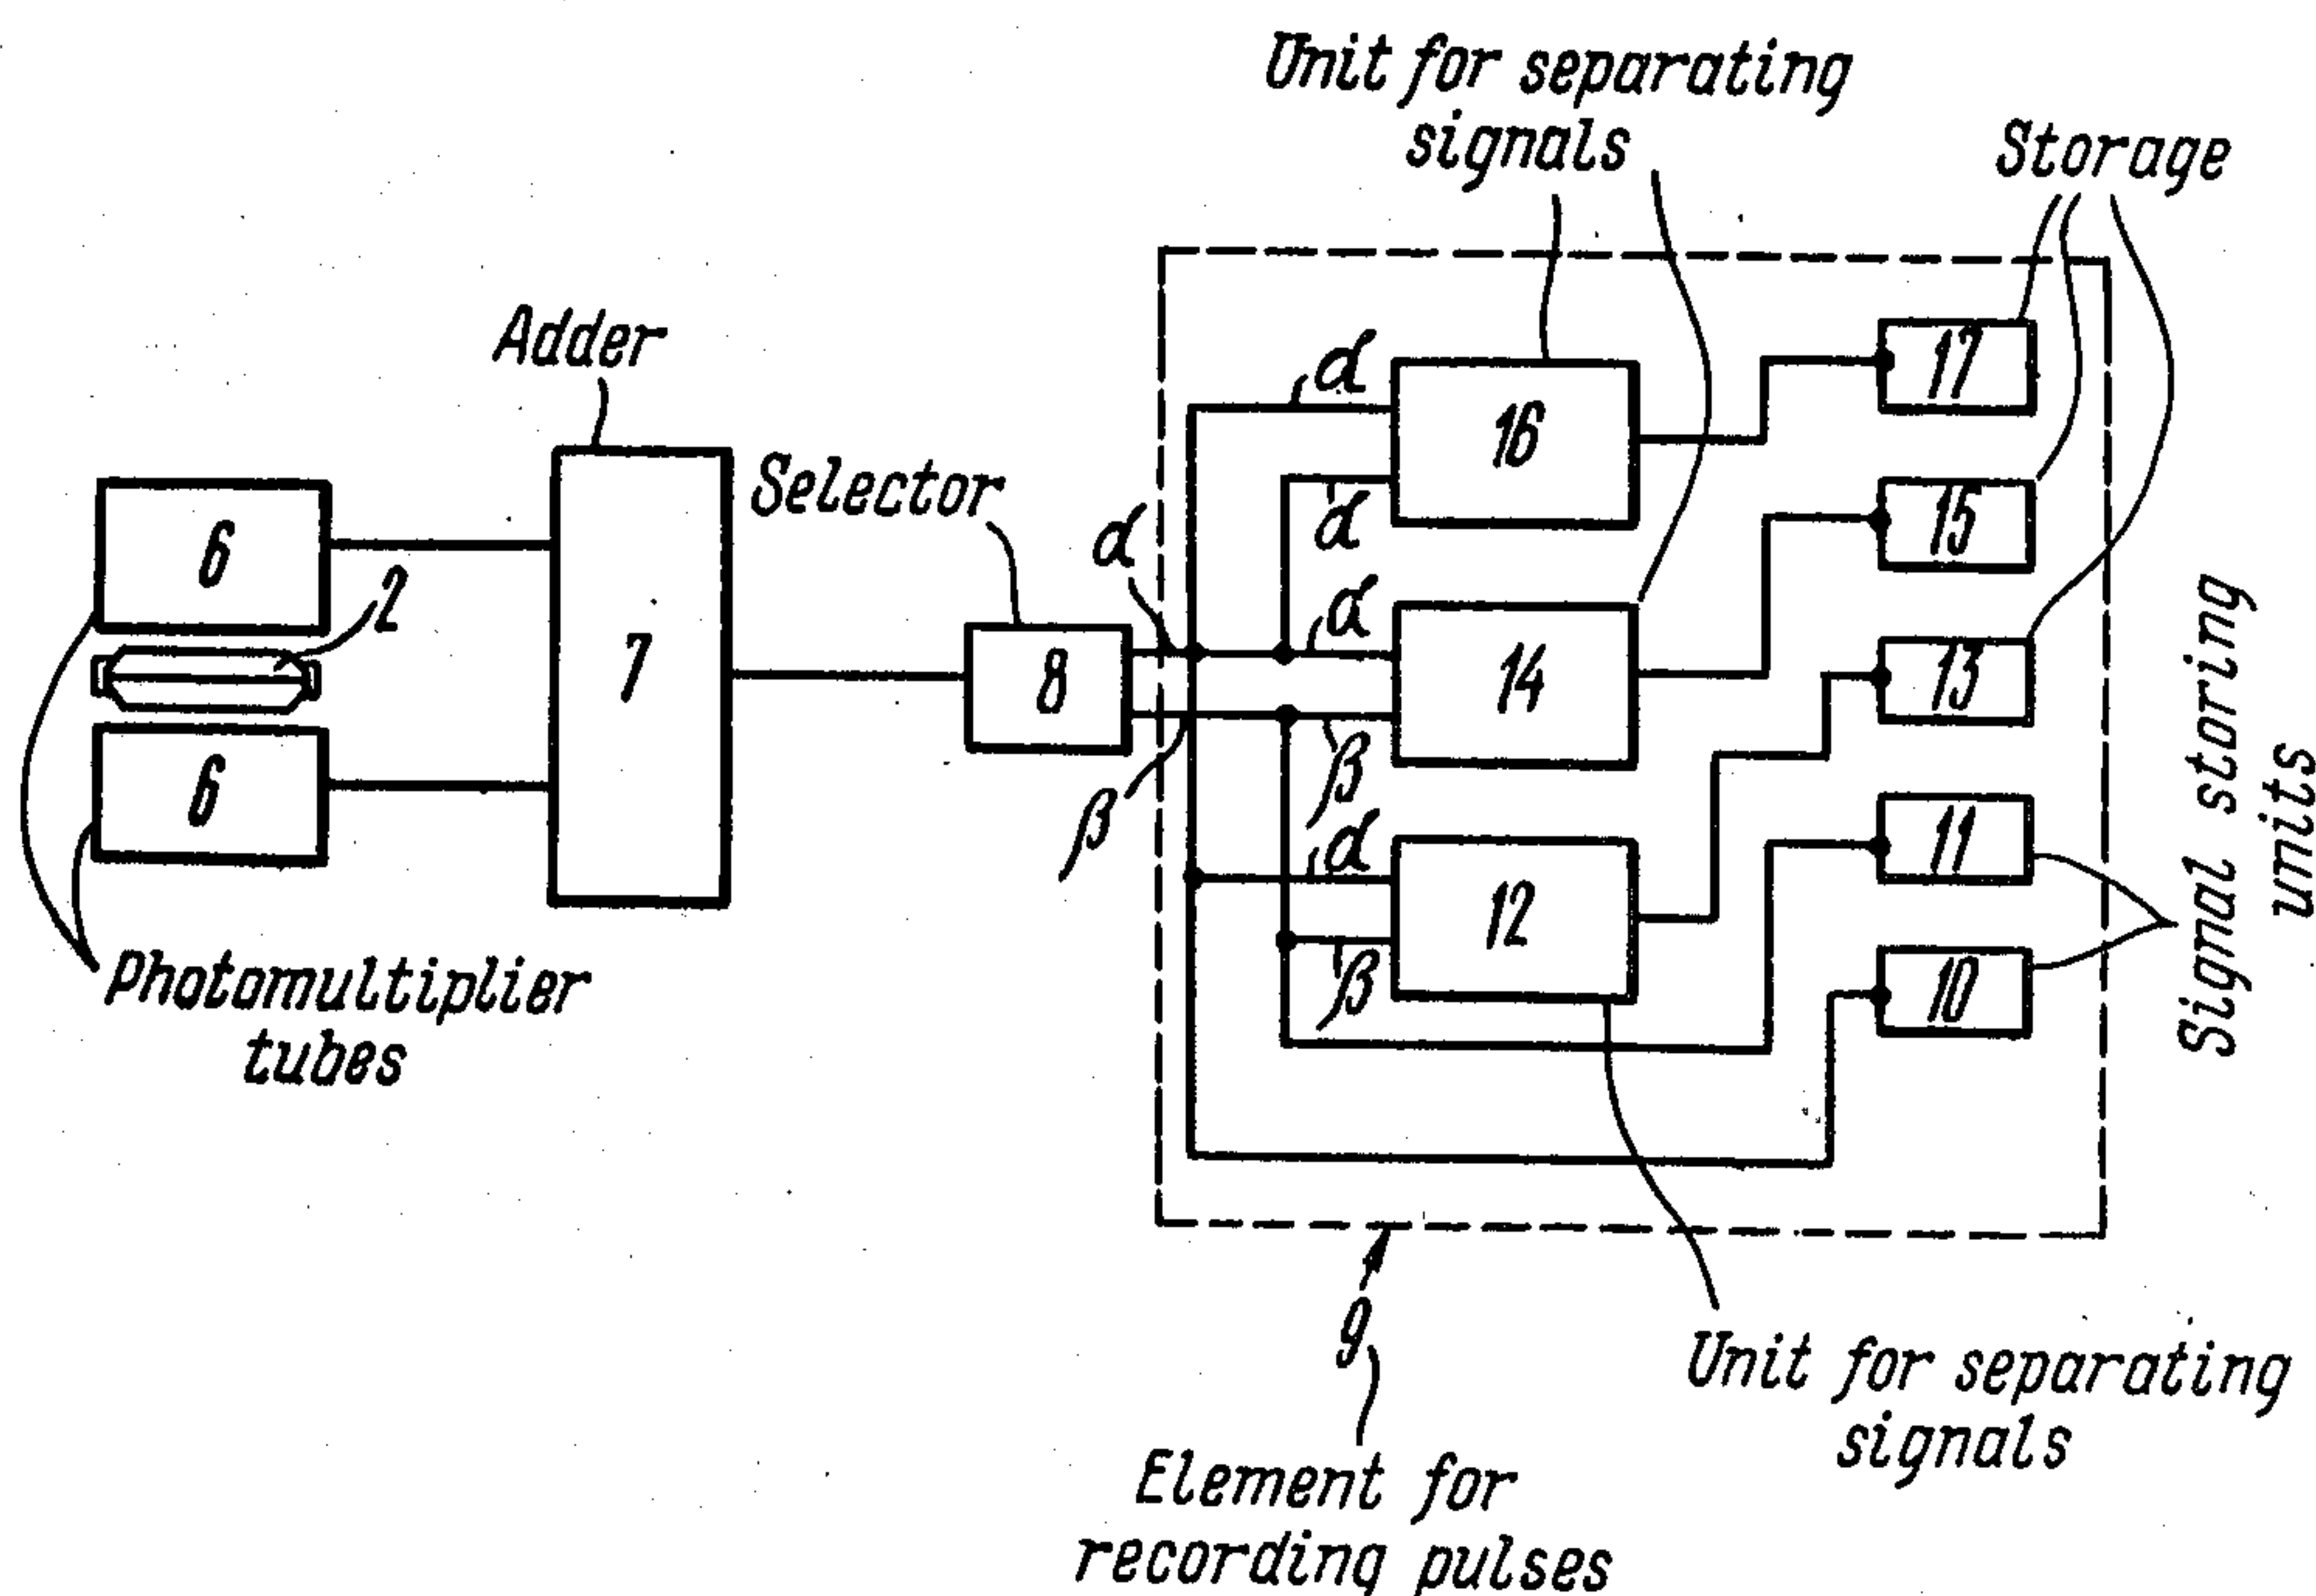 Unit for separating
signals
Storage
Adder
Selector
6
2
6
7
8
α
β
α
α
α
β
α
β
16
14
12
17
15
13
11
10
Signal storing
units
Photomultiplier
tubes
9
Unit for separating
signals
Element for
recording pulses